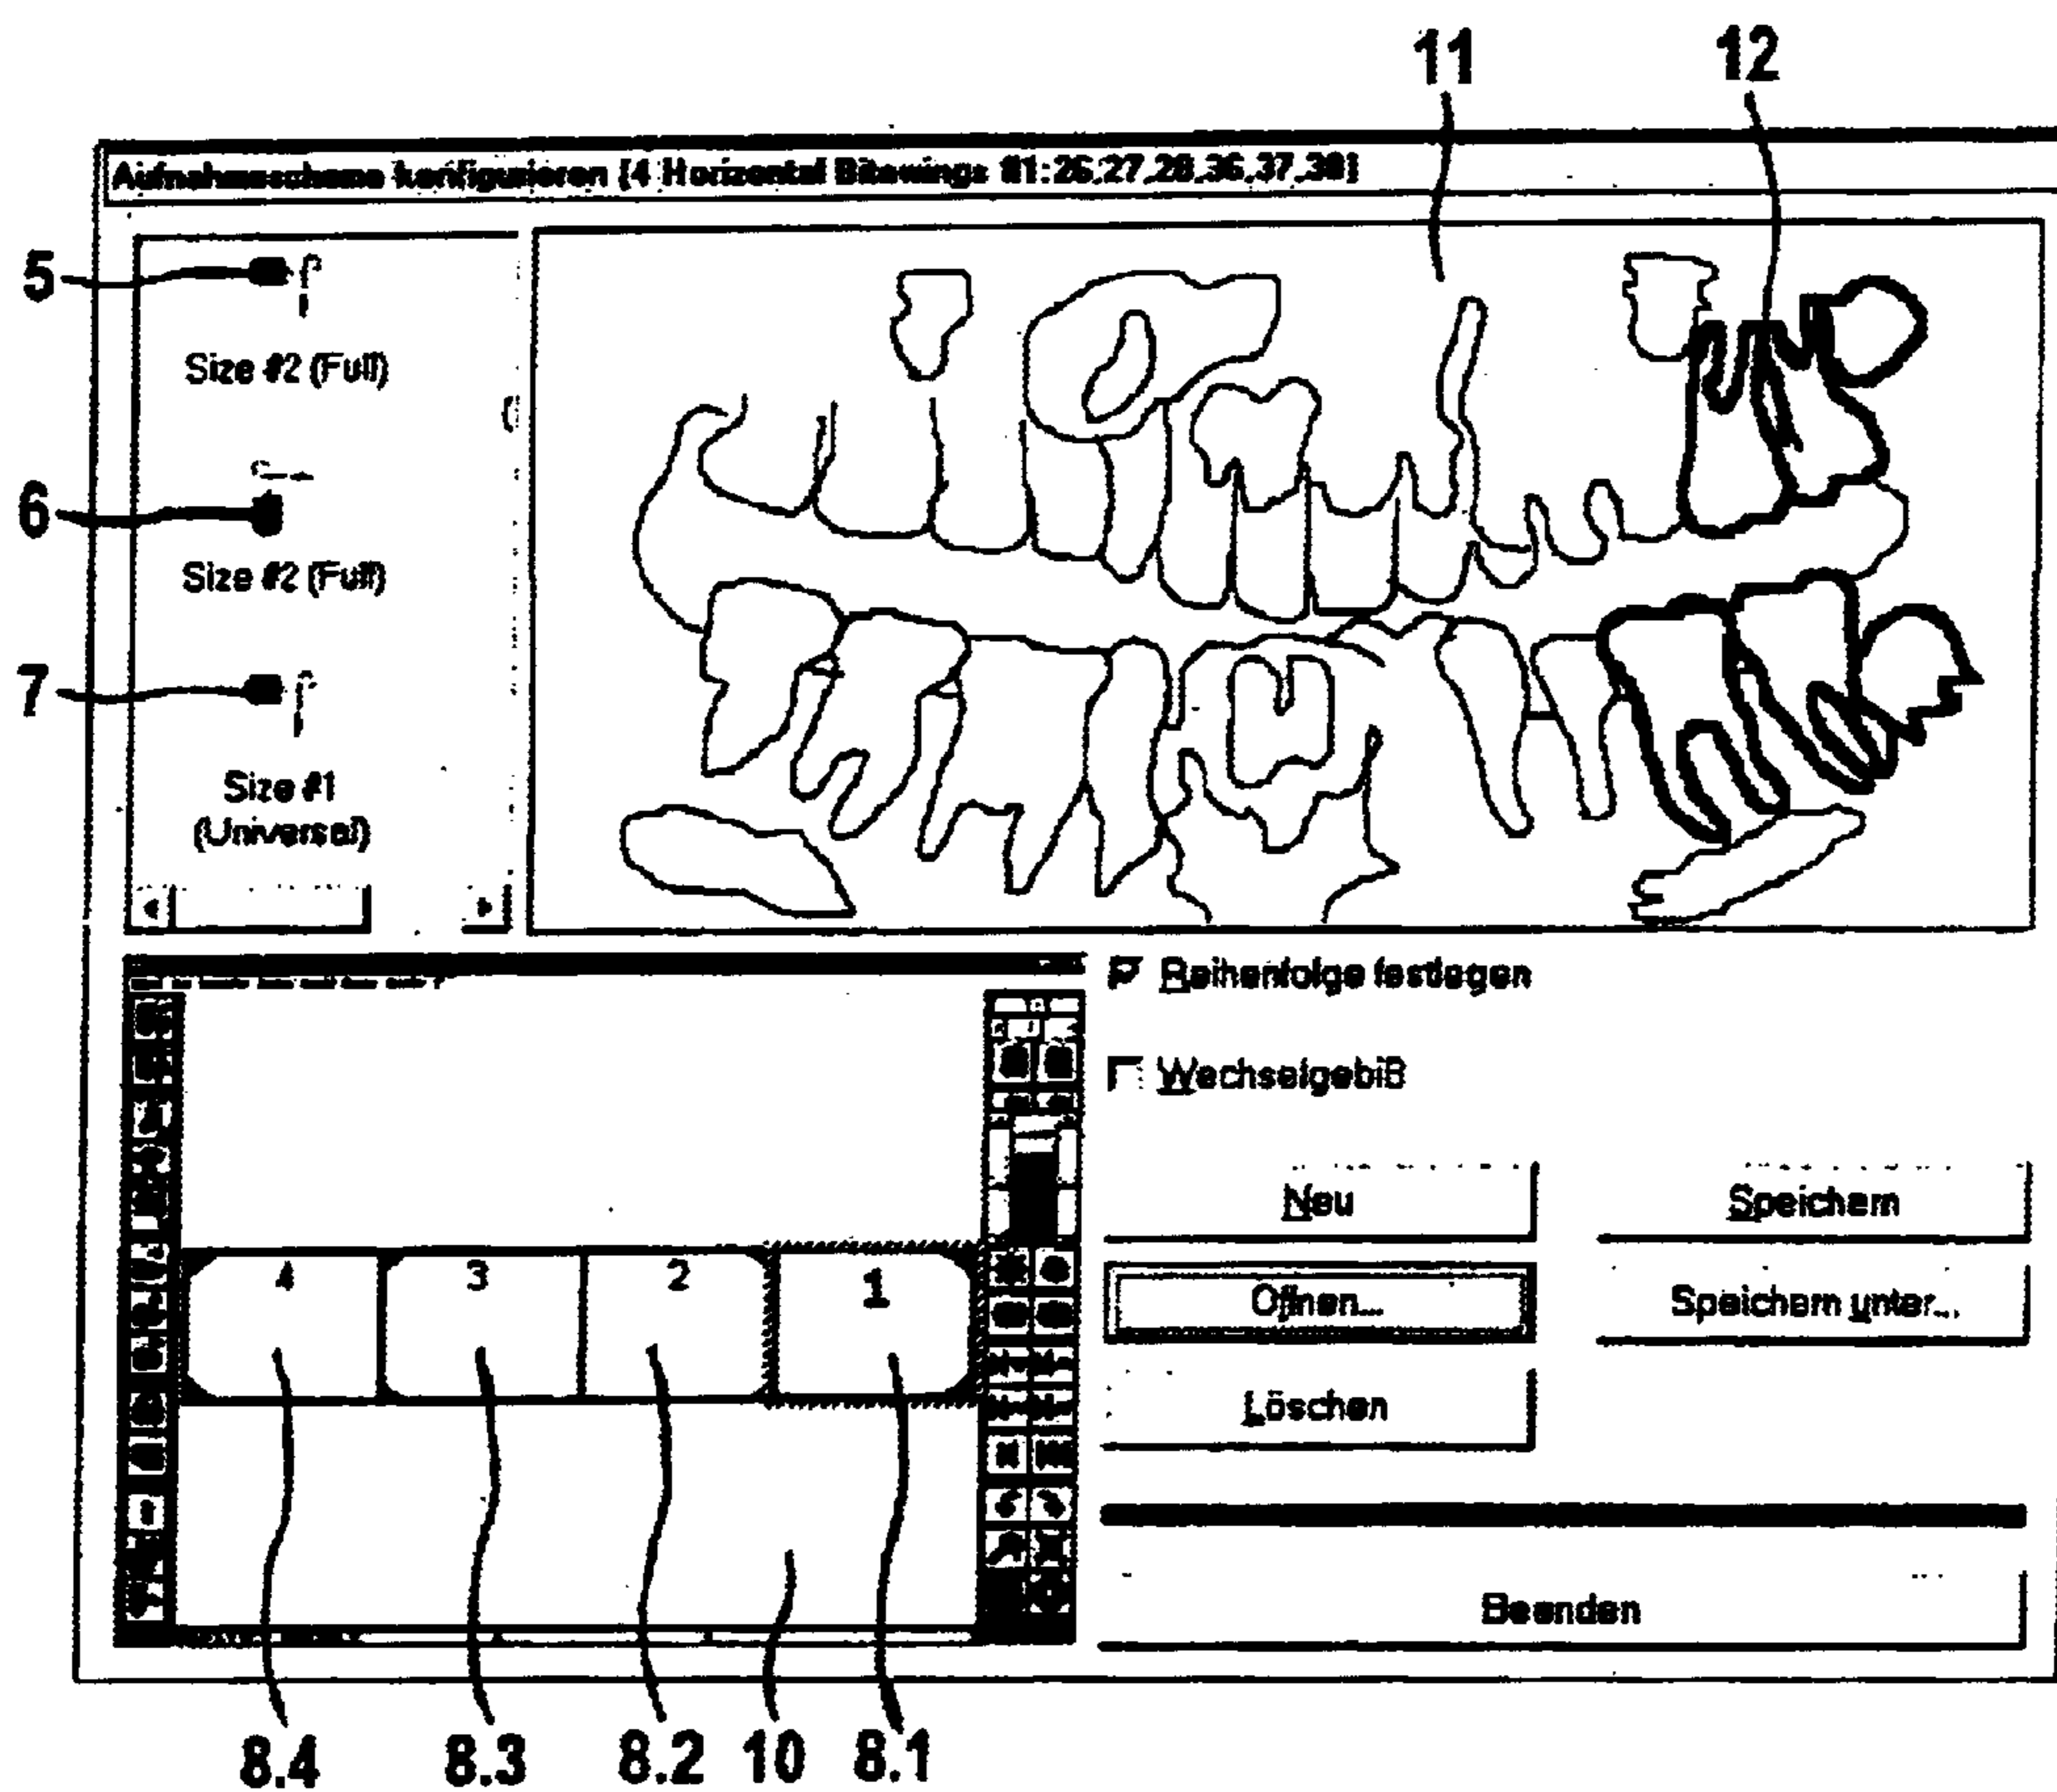 11 12
Aufnahmeschema konfigurieren [4 Horizontal Bitewings #1:26,27,28,36,37,38]
5
Size #2 (Full)
6
Size #2 (Full)
7
Size #1
(Universal)
Reihenfolge festlegen
Wechselgebiß
Neu Speichern
4 3 2 1
Öffnen... Speichern unter...
Löschen
Beenden
8.4 8.3 8.2 10 8.1